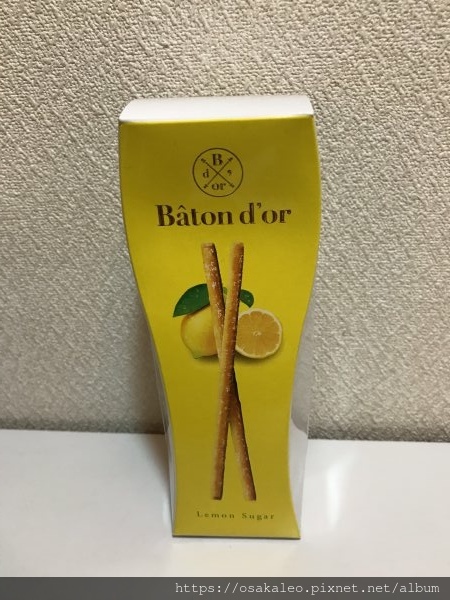 B
d ' 
or
Bâton d'or
Lemon Sugar
https://osakaleo.pixnet.net/album